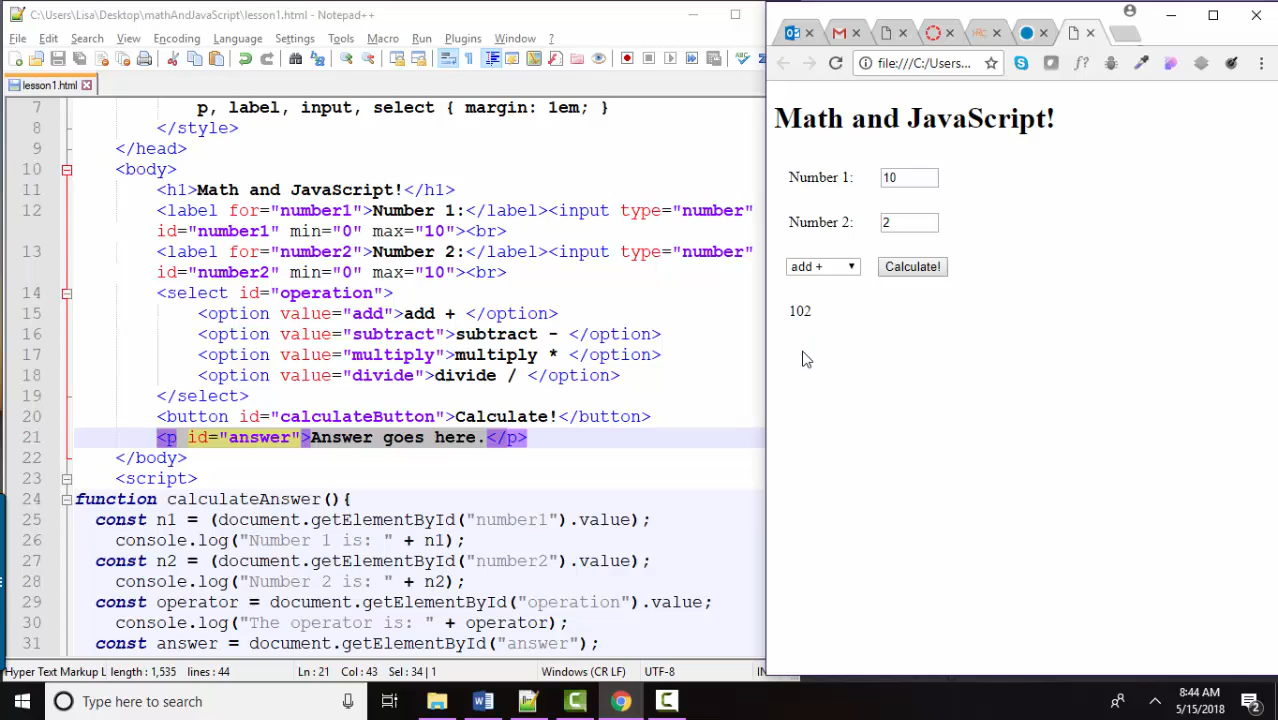 C:\Users\Lisa\Desktop\mathAndJavaScript\lesson1.html - Notepad++
File Edit Search View Encoding Language Settings Tools Macro Run Plugins Window ?
lesson1.html
7 p, label, input, select { margin: 1em; }
8 </style>
9 </head>
10 <body>
11 <h1>Math and JavaScript!</h1>
12 <label for="number1">Number 1:</label><input type="number"
id="number1" min="0" max="10"><br>
13 <label for="number2">Number 2:</label><input type="number"
id="number2" min="0" max="10"><br>
14 <select id="operation">
15 <option value="add">add + </option>
16 <option value="subtract">subtract - </option>
17 <option value="multiply">multiply * </option>
18 <option value="divide">divide / </option>
19 </select>
20 <button id="calculateButton">Calculate!</button>
21 <p id="answer">Answer goes here.</p>
22 </body>
23 <script>
24 function calculateAnswer(){
25 const n1 = (document.getElementById("number1").value);
26 console.log("Number 1 is: " + n1);
27 const n2 = (document.getElementById("number2").value);
28 console.log("Number 2 is: " + n2);
29 const operator = document.getElementById("operation").value;
30 console.log("The operator is: " + operator);
31 const answer = document.getElementById("answer");
Hyper Text Markup L length : 1,535 lines : 44 Ln : 21 Col : 43 Sel : 34 | 1 Windows (CR LF) UTF-8 IN
file:///C:/Users...
Math and JavaScript!
Number 1: 10
Number 2: 2
add + Calculate!
102
Type here to search
8:44 AM
5/15/2018
2